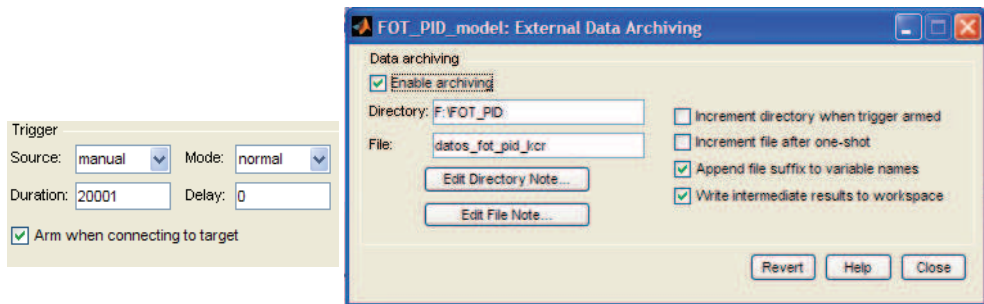 Trigger
Source: manual Mode: normal
Duration: 20001 Delay: 0
Arm when connecting to target
FOT_PID_model: External Data Archiving
Data archiving
Enable archiving
Directory: F:\FOT_PID
Increment directory when trigger armed
File: datos_fot_pid_kcr
Increment file after one-shot
Append file suffix to variable names
Edit Directory Note...
Write intermediate results to workspace
Edit File Note...
Revert Help Close